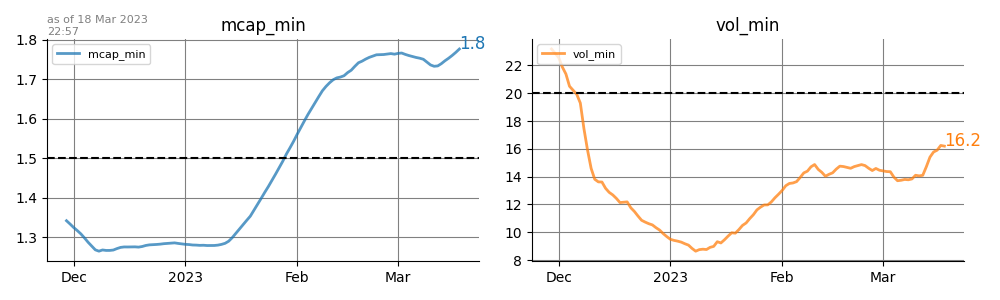 as of 18 Mar 2023
22:57
mcap_min
1.8
mcap_min
1.8
1.7
1.6
1.5
1.4
1.3
Dec
2023
Feb
Mar
vol_min
vol_min
22
20
18
16
14
12
10
8
16.2
Dec
2023
Feb
Mar